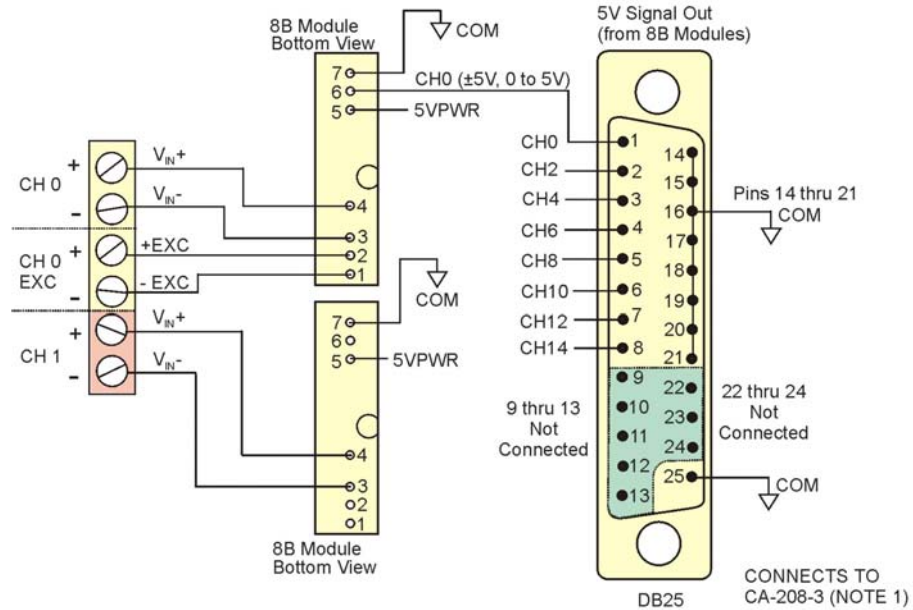 8B Module
Bottom View
COM
5V Signal Out
(from 8B Modules)
7
6
5
4
3
2
1
CH0 (±5V, 0 to 5V)
5VPWR
+
CH 0
-
VIN+
VIN-
+
CH 0
EXC
-
+EXC
- EXC
+
CH 1
-
VIN+
VIN-
COM
7
6
5
4
3
2
1
5VPWR
8B Module
Bottom View
CH0
CH2
CH4
CH6
CH8
CH10
CH12
CH14
1
2
3
4
5
6
7
8
9
10
11
12
13
14
15
16
17
18
19
20
21
22
23
24
25
Pins 14 thru 21
COM
9 thru 13
Not
Connected
22 thru 24
Not
Connected
COM
DB25
CONNECTS TO
CA-208-3 (NOTE 1)